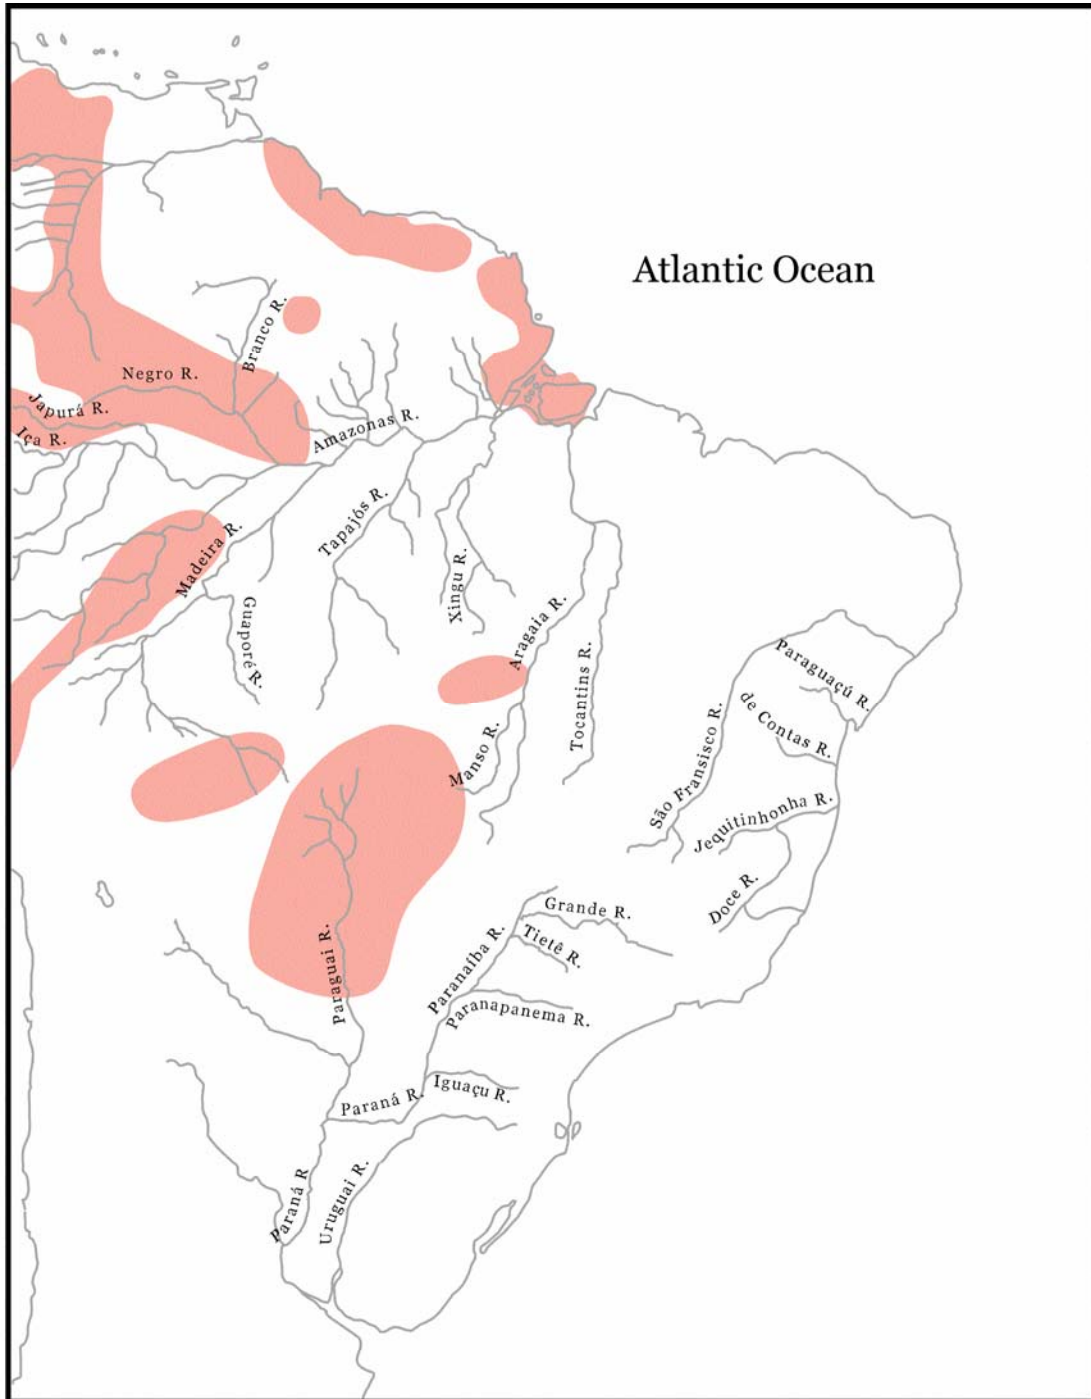 Atlantic Ocean
Branco R.
Negro R.
Japurá R.
Iça R.
Amazonas R.
Tapajós R.
Madeira R.
Xingu R.
Guaporé R.
Aragaia R.
Tocantins R.
Paraguaçú R.
de Contas R.
São Fransisco R.
Manso R.
Jequitinhonha R.
Doce R.
Grande R.
Tietê R.
Paranaíba R.
Paraguai R.
Paranapanema R.
Iguaçu R.
Paraná R.
Paraná R
Uruguai R.